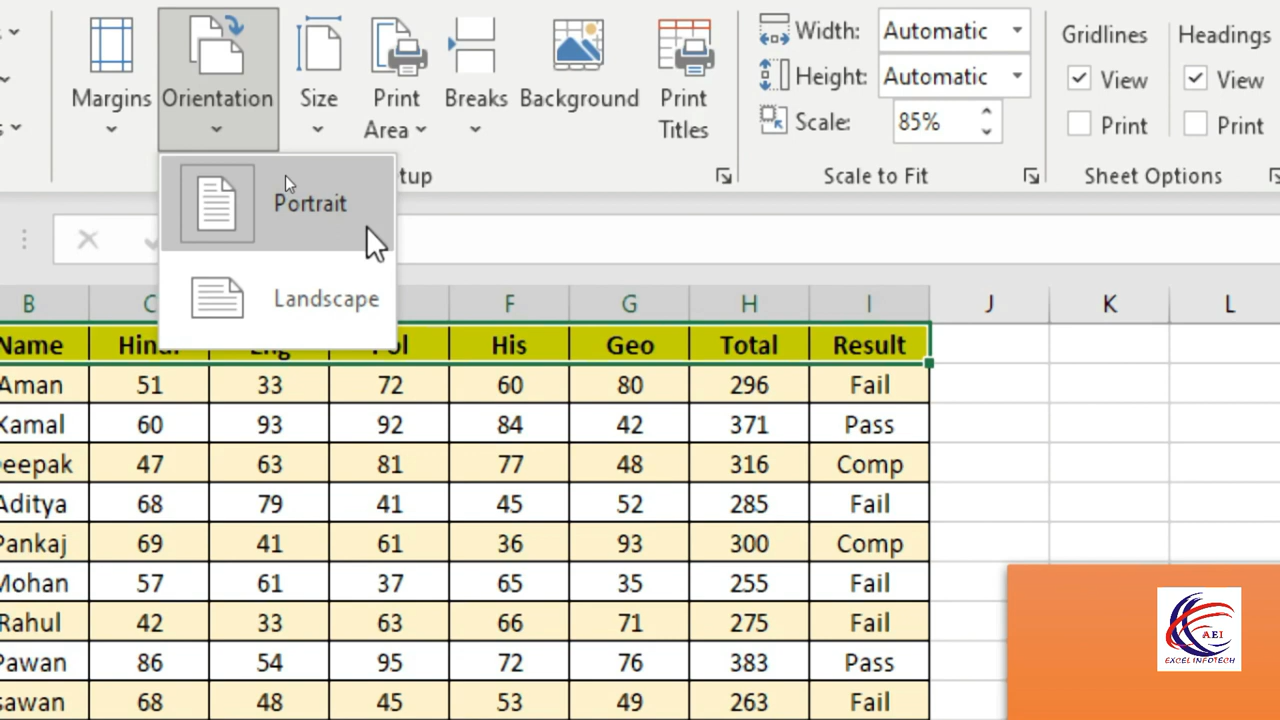 Margins Orientation Size Print Area Breaks Background Print Titles
Width: Automatic
Height: Automatic
Scale: 85%
Gridlines Headings
View View
Print Print
tup Scale to Fit Sheet Options
Portrait
Landscape
B C F G H I J K L
Name Hindi Eng Pol His Geo Total Result
Aman 51 33 72 60 80 296 Fail
Kamal 60 93 92 84 42 371 Pass
eepak 47 63 81 77 48 316 Comp
Aditya 68 79 41 45 52 285 Fail
Pankaj 69 41 61 36 93 300 Comp
Mohan 57 61 37 65 35 255 Fail
Rahul 42 33 63 66 71 275 Fail
Pawan 86 54 95 72 76 383 Pass
sawan 68 48 45 53 49 263 Fail
AEI
EXCEL INFOTECH